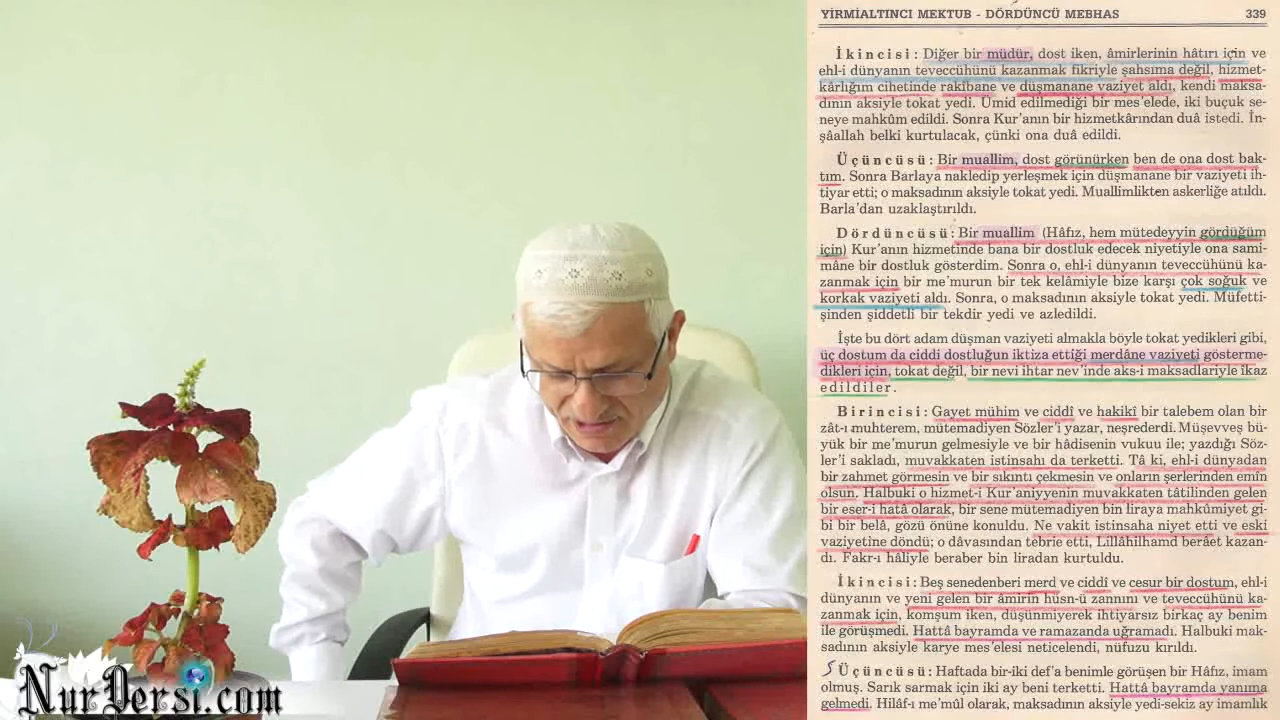 YİRMİALTINCI MEKTUB - DÖRDÜNCÜ MEBHAS 339
İkincisi: Diğer bir müdür, dost iken, âmirlerinin hâtırı için ve
ehl-i dünyanın teveccühünü kazanmak fikriyle şahsıma değil, hizmet-
kârlığım cihetinde rakîbane ve düşmanane vaziyet aldı, kendi maksa-
dının aksiyle tokat yedi. Ümid edilmediği bir mes'elede, iki buçuk se-
neye mahkûm edildi. Sonra Kur'anın bir hizmetkârından duâ istedi. İn-
şâallah belki kurtulacak, çünki ona duâ edildi.
Üçüncüsü: Bir muallim, dost görünürken ben de ona dost bak-
tım. Sonra Barlaya nakledip yerleşmek için düşmanane bir vaziyeti ih-
tiyar etti; o maksadının aksiyle tokat yedi. Muallimlikten askerliğe atıldı.
Barla'dan uzaklaştırıldı.
Dördüncüsü: Bir muallim (Hâfız, hem mütedeyyin gördüğüm
için) Kur'anın hizmetinde bana bir dostluk edecek niyetiyle ona sami-
mâne bir dostluk gösterdim. Sonra o, ehl-i dünyanın teveccühünü ka-
zanmak için bir me'murun bir tek kelâmiyle bize karşı çok soğuk ve
korkak vaziyeti aldı. Sonra, o maksadının aksiyle tokat yedi. Müfetti-
şinden şiddetli bir tekdir yedi ve azledildi.
İşte bu dört adam düşman vaziyeti almakla böyle tokat yedikleri gibi,
üç dostum da ciddi dostluğun iktiza ettiği merdâne vaziyeti gösterme-
dikleri için, tokat değil, bir nevi ihtar nev'inde aks-i maksadlariyle îkaz
edildiler.
Birincisi: Gayet mühim ve ciddî ve hakikî bir talebem olan bir
zât-ı muhterem, mütemadiyen Sözler'i yazar, neşrederdi. Müşevveş bü-
yük bir me'murun gelmesiyle ve bir hâdisenin vukuu ile; yazdığı Söz-
ler'i sakladı, muvakkaten istinsahı da terketti. Tâ ki, ehl-i dünyadan
bir zahmet görmesin ve bir sıkıntı çekmesin ve onların şerlerinden emîn
olsun. Halbuki o hizmet-i Kur'aniyyenin muvakkaten tâtilinden gelen
bir eser-i hatâ olarak, bir sene mütemadiyen bin liraya mahkûmiyet gi-
bi bir belâ, gözü önüne konuldu. Ne vakit istinsaha niyet etti ve eski
vaziyetine döndü; o dâvasından tebrie etti, Lillâhilhamd berâet kazan-
dı. Fakr-ı hâliyle beraber bin liradan kurtuldu.
İkincisi: Beş senedenberi merd ve ciddî ve cesur bir dostum, ehl-i
dünyanın ve yeni gelen bir âmirin hüsn-ü zannını ve teveccühünü ka-
zanmak için, komşum iken, düşünmiyerek ihtiyarsız birkaç ay benim
ile görüşmedi. Hattâ bayramda ve ramazanda uğramadı. Halbuki mak-
sadının aksiyle karye mes'elesi neticelendi, nüfuzu kırıldı.
Üçüncüsü: Haftada bir-iki def'a benimle görüşen bir Hâfız, imam
olmuş. Sarık sarmak için iki ay beni terketti. Hattâ bayramda yanıma
gelmedi. Hilâf-ı me'mûl olarak, maksadının aksiyle yedi-sekiz ay imamlık
NurDersi.com